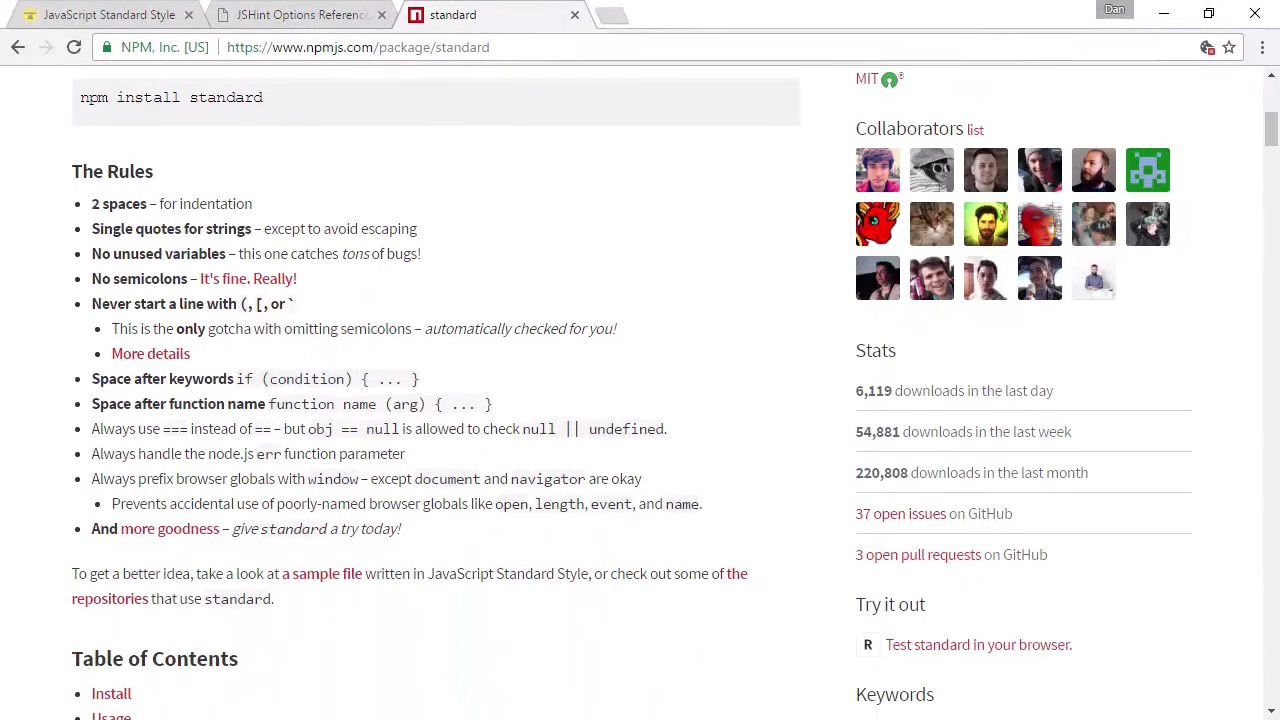 JavaScript Standard Style
JSHint Options Reference
standard
Dan
NPM, Inc. [US]
https://www.npmjs.com/package/standard
npm install standard
The Rules
2 spaces – for indentation
Single quotes for strings – except to avoid escaping
No unused variables – this one catches tons of bugs!
No semicolons – It's fine. Really!
Never start a line with (, [, or `
This is the only gotcha with omitting semicolons – automatically checked for you!
More details
Space after keywords if (condition) { ... }
Space after function name function name (arg) { ... }
Always use === instead of == – but obj == null is allowed to check null || undefined.
Always handle the node.js err function parameter
Always prefix browser globals with window – except document and navigator are okay
Prevents accidental use of poorly-named browser globals like open, length, event, and name.
And more goodness – give standard a try today!
To get a better idea, take a look at a sample file written in JavaScript Standard Style, or check out some of the
repositories that use standard.
Table of Contents
Install
Usage
MIT ®
Collaborators list
Stats
6,119 downloads in the last day
54,881 downloads in the last week
220,808 downloads in the last month
37 open issues on GitHub
3 open pull requests on GitHub
Try it out
R Test standard in your browser.
Keywords